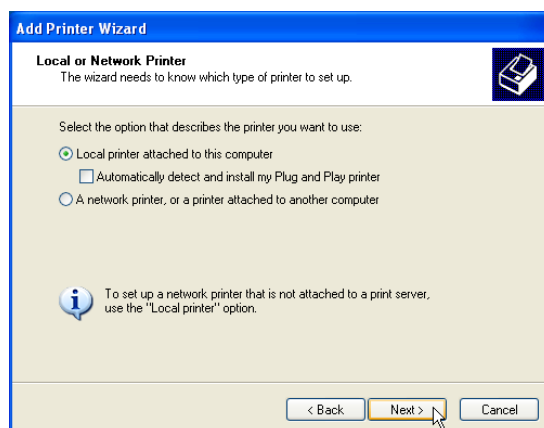 Add Printer Wizard
Local or Network Printer
The wizard needs to know which type of printer to set up.
Select the option that describes the printer you want to use:
Local printer attached to this computer
Automatically detect and install my Plug and Play printer
A network printer, or a printer attached to another computer
To set up a network printer that is not attached to a print server,
use the "Local printer" option.
< Back Next > Cancel